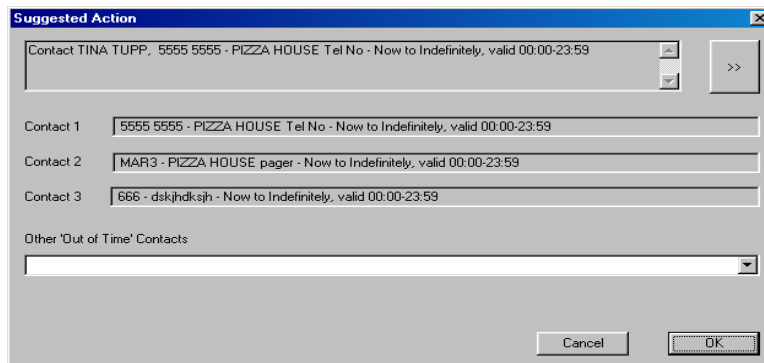 Suggested Action
Contact TINA TUPP,  5555 5555 - PIZZA HOUSE Tel No - Now to Indefinitely, valid 00:00-23:59
>>
Contact 1 5555 5555 - PIZZA HOUSE Tel No - Now to Indefinitely, valid 00:00-23:59
Contact 2 MAR3 - PIZZA HOUSE pager - Now to Indefinitely, valid 00:00-23:59
Contact 3 666 - dskjhdksjh - Now to Indefinitely, valid 00:00-23:59
Other 'Out of Time' Contacts
Cancel OK